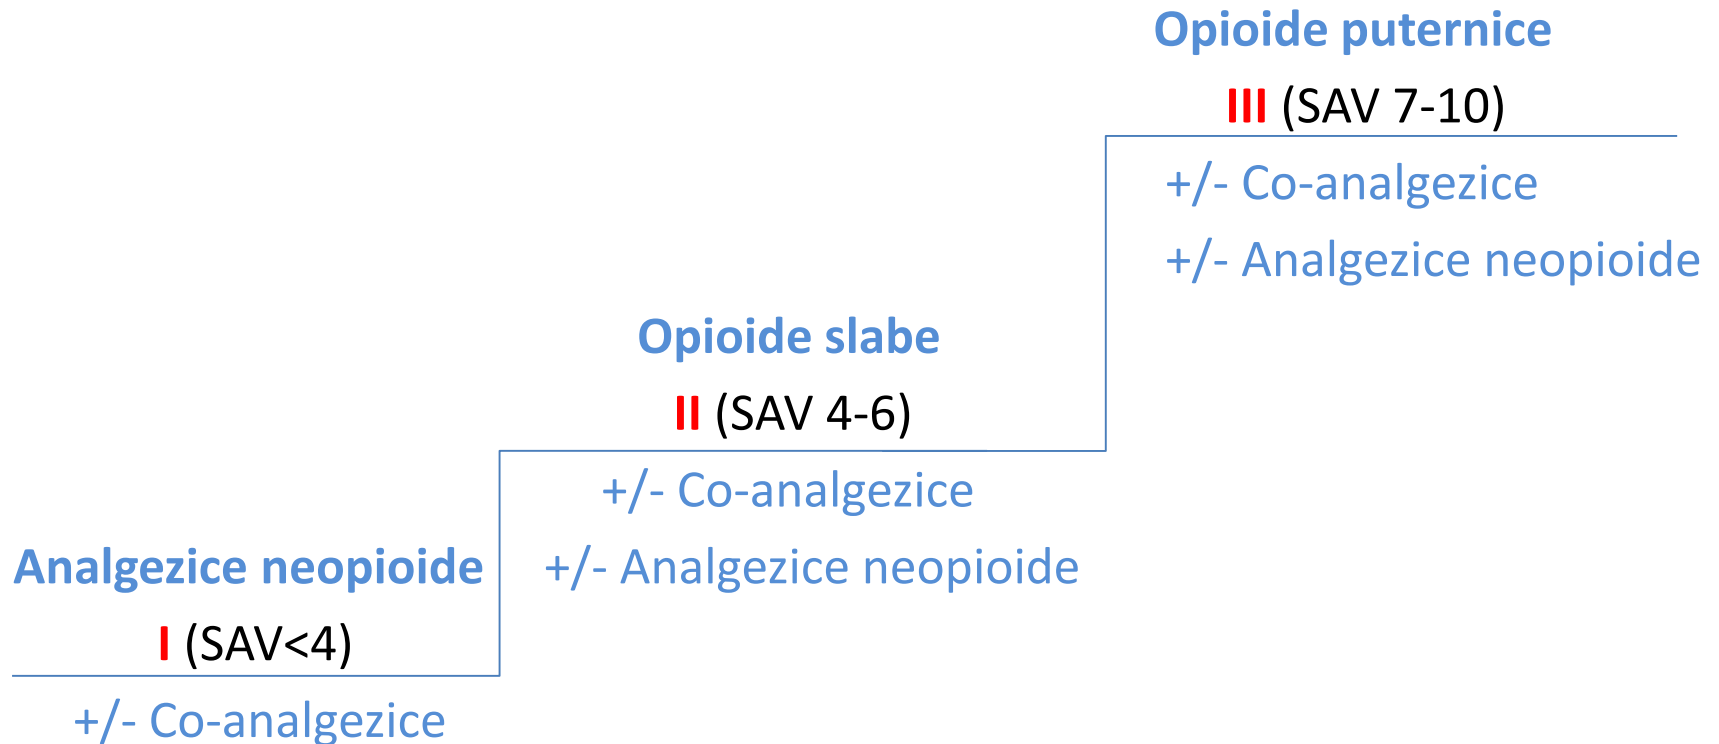 Opioide puternice
III (SAV 7-10)
+/- Co-analgezice
+/- Analgezice neopioide
Opioide slabe
II (SAV 4-6)
+/- Co-analgezice
+/- Analgezice neopioide
Analgezice neopioide
I (SAV<4)
+/- Co-analgezice